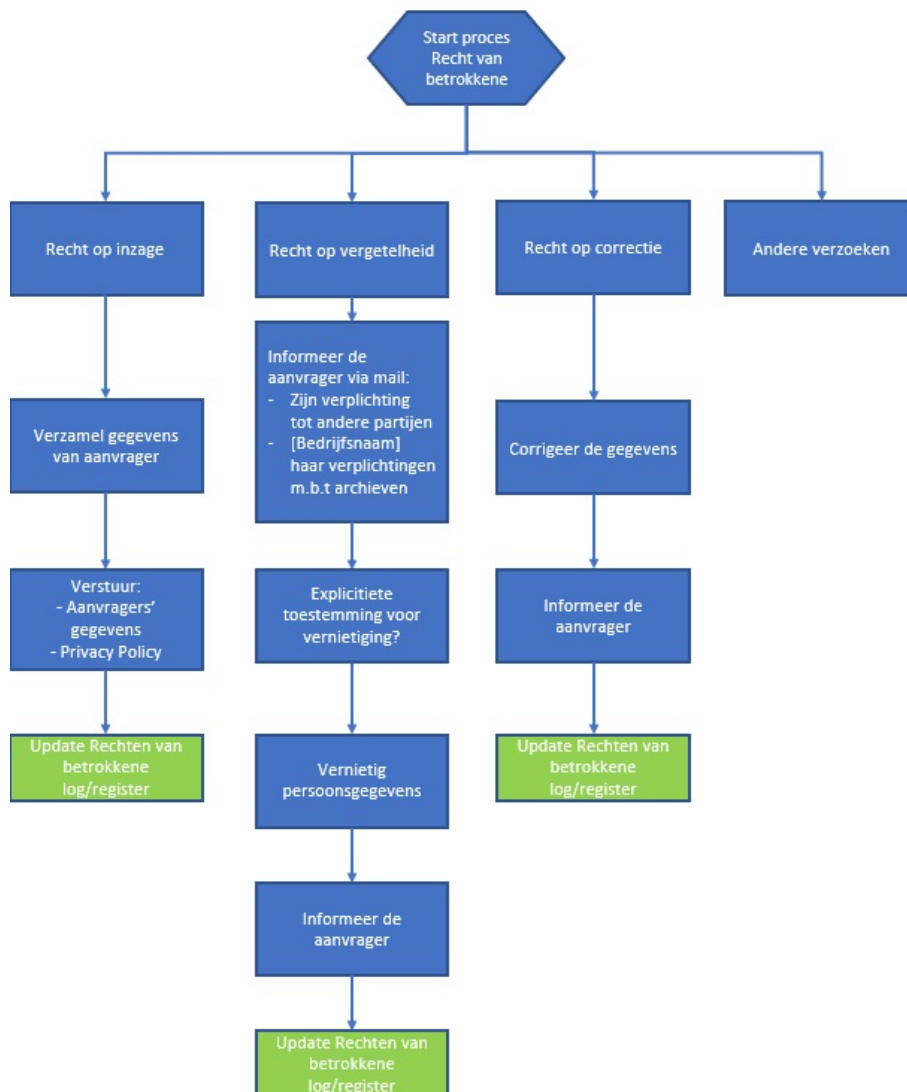 Start proces
Recht van
betrokkene
Recht op inzage
Recht op vergetelheid
Recht op correctie
Andere verzoeken
Informeer de
aanvrager via mail:
- Zijn verplichting
tot andere partijen
- [Bedrijfsnaam]
haar verplichtingen
m.b.t archieven
Verzamel gegevens
van aanvrager
Corrigeer de gegevens
Verstuur:
- Aanvragers'
gegevens
- Privacy Policy
Explicitiete
toestemming voor
vernietiging?
Informeer de
aanvrager
Update Rechten van
betrokkene
log/register
Vernietig
persoonsgegevens
Update Rechten van
betrokkene
log/register
Informeer de
aanvrager
Update Rechten van
betrokkene
log/register